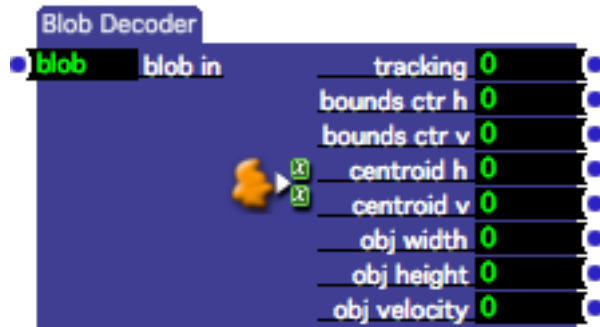 Blob Decoder
blob blob in tracking 0
bounds ctr h 0
bounds ctr v 0
x centroid h 0
x centroid v 0
obj width 0
obj height 0
obj velocity 0